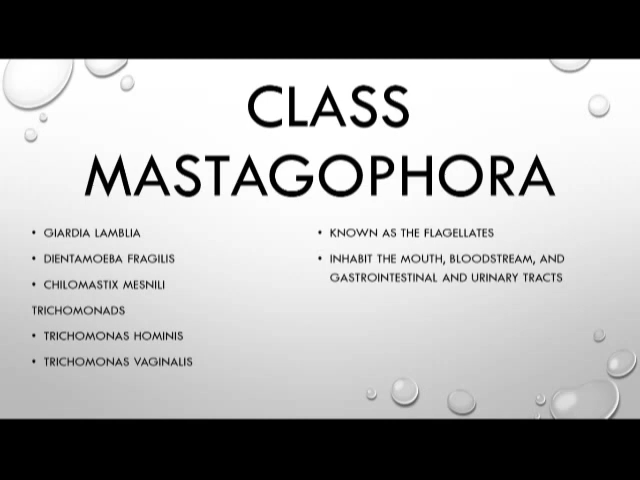 CLASS
MASTAGOPHORA
• GIARDIA LAMBLIA
• DIENTAMOEBA FRAGILIS
• CHILOMASTIX MESNILI
TRICHOMONADS
• TRICHOMONAS HOMINIS
• TRICHOMONAS VAGINALIS
• KNOWN AS THE FLAGELLATES
• INHABIT THE MOUTH, BLOODSTREAM, AND
GASTROINTESTINAL AND URINARY TRACTS